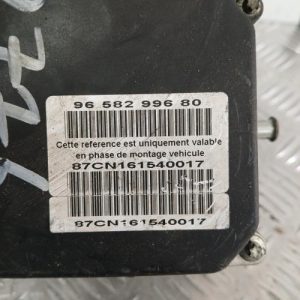 96 582 996 80
Cette reference est uniquement valable
en phase de montage vehicule
87CN161540017
87CN161540017